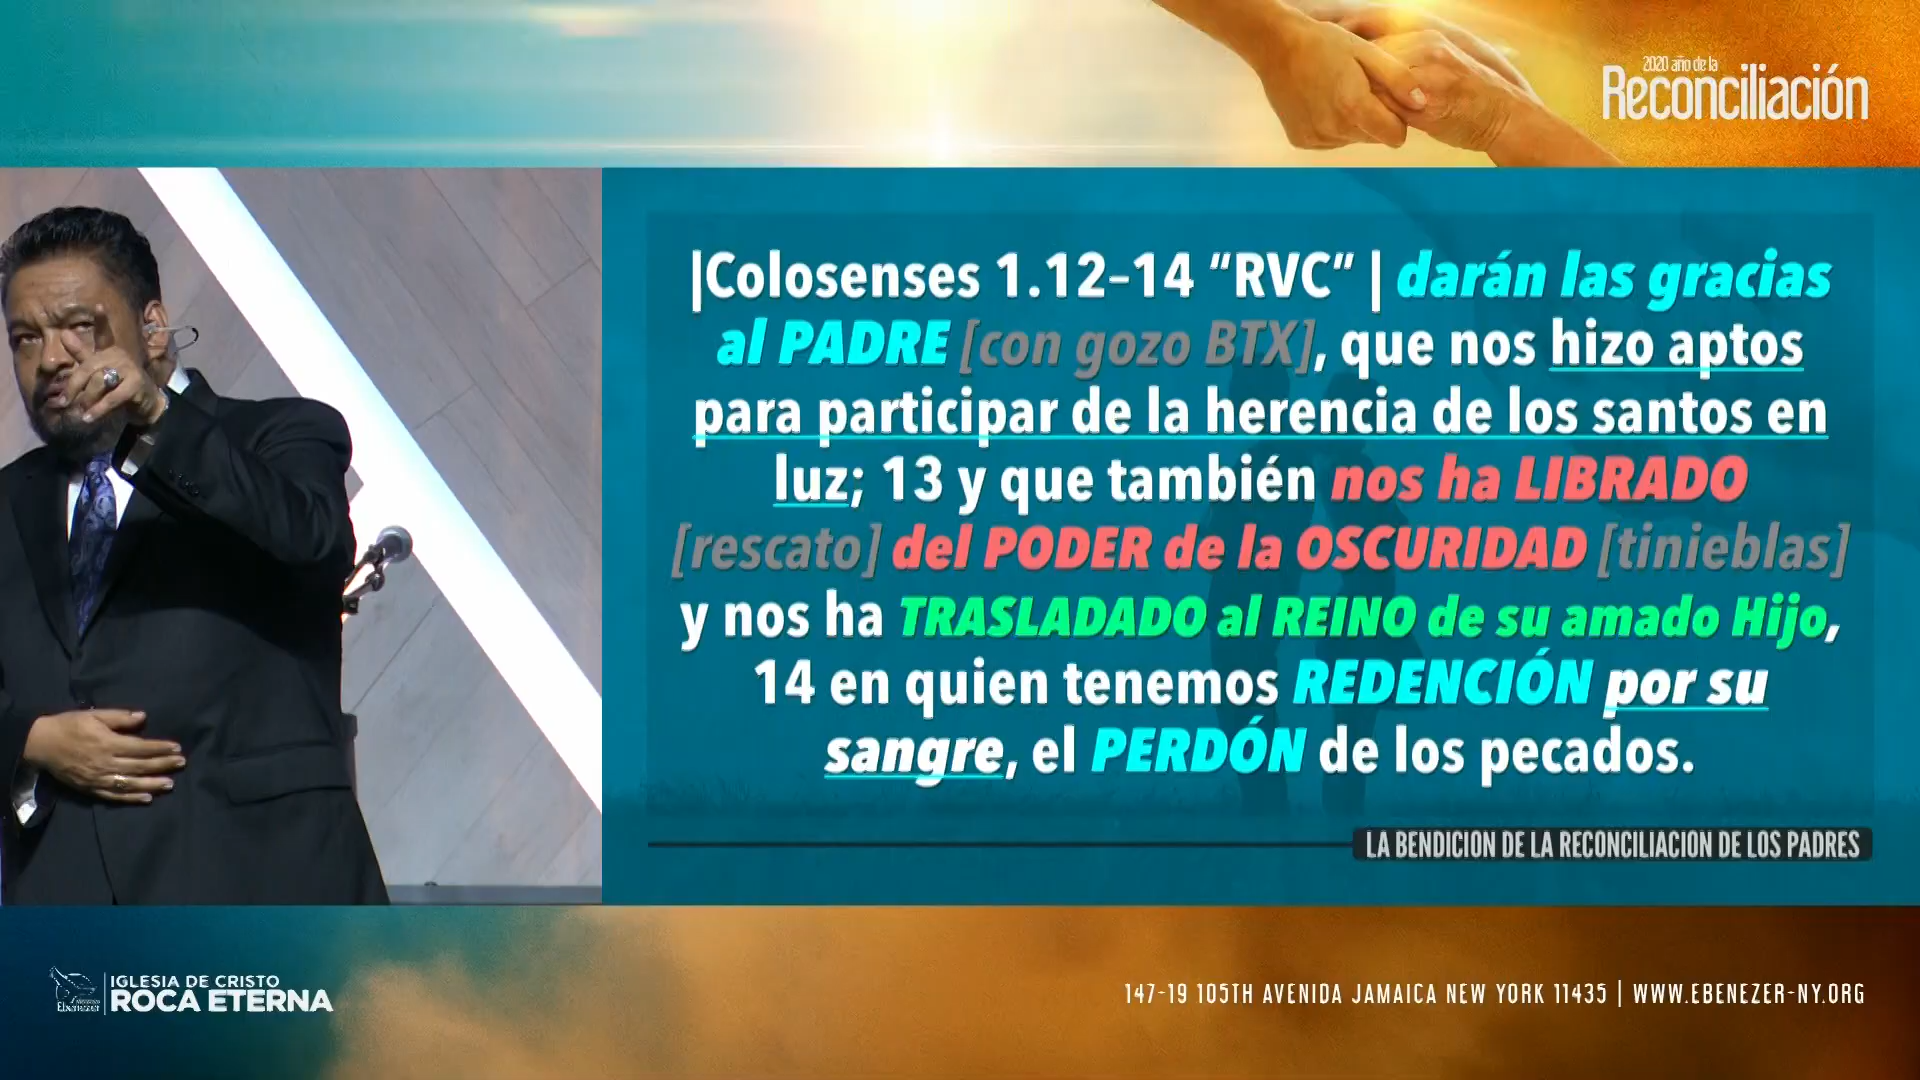 2020 año de la
Reconciliación
|Colosenses 1.12-14 “RVC” | darán las gracias
al PADRE [con gozo BTX], que nos hizo aptos
para participar de la herencia de los santos en
luz; 13 y que también nos ha LIBRADO
[rescato] del PODER de la OSCURIDAD [tinieblas]
y nos ha TRASLADADO al REINO de su amado Hijo,
14 en quien tenemos REDENCIÓN por su
sangre, el PERDÓN de los pecados.
LA BENDICION DE LA RECONCILIACION DE LOS PADRES
Ebenezer
IGLESIA DE CRISTO
ROCA ETERNA
147-19 105TH AVENIDA JAMAICA NEW YORK 11435 | WWW.EBENEZER-NY.ORG